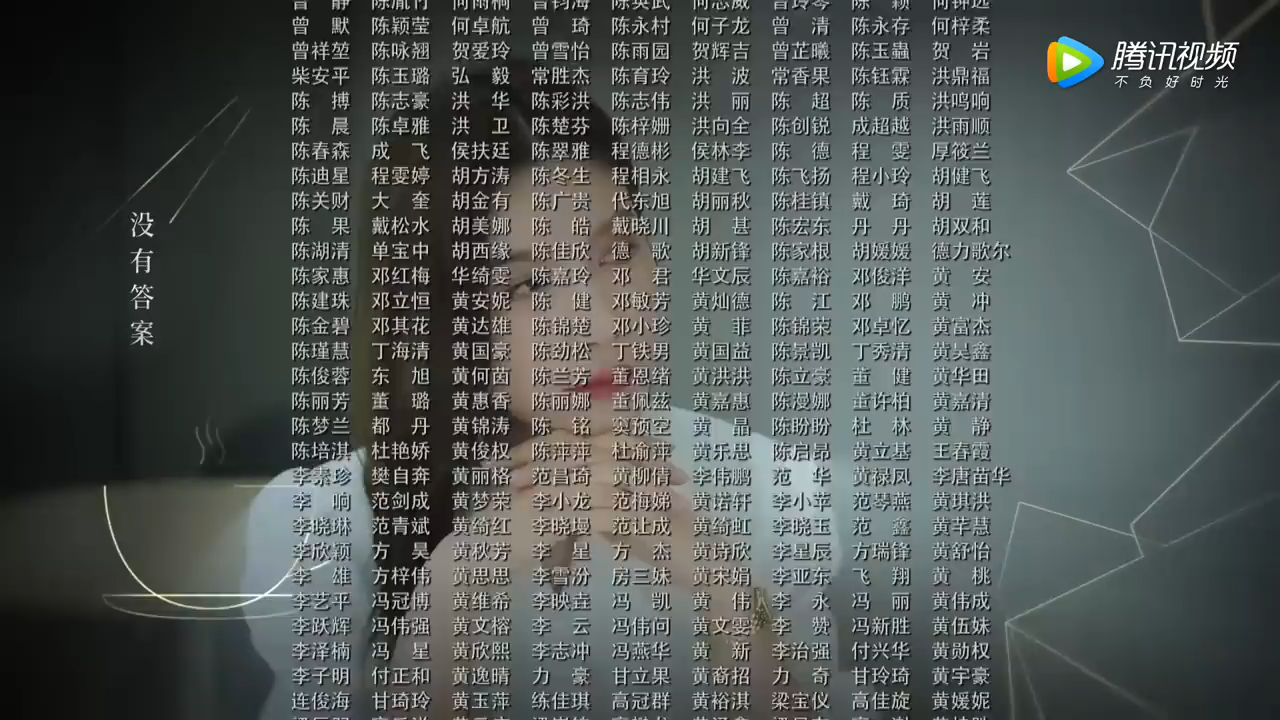 曾 静 陈胤竹 何雨桐 曾钧海 陈英武 何志威 曾玲琴 陈 颖 何钟远
曾 默 陈颖莹 何卓航 曾 琦 陈永村 何子龙 曾 清 陈永存 何梓柔
曾祥堃 陈咏翘 贺爱玲 曾雪怡 陈雨园 贺辉吉 曾芷曦 陈玉蟲 贺 岩
柴安平 陈玉璐 弘 毅 常胜杰 陈育玲 洪 波 常香果 陈钰霖 洪鼎福
陈 搏 陈志豪 洪 华 陈彩洪 陈志伟 洪 丽 陈 超 陈 质 洪鸣响
陈 晨 陈卓雅 洪 卫 陈楚芬 陈梓姗 洪向全 陈创锐 成超越 洪雨顺
陈春森 成 飞 侯扶廷 陈翠雅 程德彬 侯林李 陈 德 程 雯 厚筱兰
陈迪星 程雯婷 胡方涛 陈冬生 程相永 胡建飞 陈飞扬 程小玲 胡健飞
陈关财 大 奎 胡金有 陈广贵 代东旭 胡丽秋 陈桂镇 戴 琦 胡 莲
陈 果 戴松水 胡美娜 陈 皓 戴晓川 胡 甚 陈宏东 丹 丹 胡双和
陈湖清 单宝中 胡西缘 陈佳欣 德 歌 胡新锋 陈家根 胡媛媛 德力歌尔
陈家惠 邓红梅 华绮雯 陈嘉玲 邓 君 华文辰 陈嘉裕 邓俊洋 黄 安
陈建珠 邓立恒 黄安妮 陈 健 邓敏芳 黄灿德 陈 江 邓 鹏 黄 冲
陈金碧 邓其花 黄达雄 陈锦楚 邓小珍 黄 菲 陈锦荣 邓卓忆 黄富杰
陈瑾慧 丁海清 黄国豪 陈劲松 丁铁男 黄国益 陈景凯 丁秀清 黄昊鑫
陈俊蓉 东 旭 黄何茵 陈兰芳 董恩绪 黄洪洪 陈立豪 董 健 黄华田
陈丽芳 董 璐 黄惠香 陈丽娜 董佩兹 黄嘉惠 陈漫娜 董许柏 黄嘉清
陈梦兰 都 丹 黄锦涛 陈 铭 窦预空 黄 晶 陈盼盼 杜 林 黄 静
陈培淇 杜艳娇 黄俊权 陈萍萍 杜渝萍 黄乐思 陈启昂 黄立基 王春霞
李素珍 樊自奔 黄丽格 范昌琦 黄柳倩 李伟鹏 范 华 黄禄凤 李唐苗华
李 响 范剑成 黄梦荣 李小龙 范梅娣 黄诺轩 李小苹 范琴燕 黄琪洪
李晓琳 范青斌 黄绮红 李晓墁 范让成 黄绮虹 李晓玉 范 鑫 黄芊慧
李欣颖 方 昊 黄秋芳 李 星 方 杰 黄诗欣 李星辰 方瑞锋 黄舒怡
李 雄 方梓伟 黄思思 李雪汾 房三妹 黄宋娟 李亚东 飞 翔 黄 桃
李艺平 冯冠博 黄维希 李映垚 冯 凯 黄 伟 李 永 冯 丽 黄伟成
李跃辉 冯伟强 黄文榕 李 云 冯伟问 黄文雯 李 赞 冯新胜 黄伍妹
李泽楠 冯 星 黄欣熙 李志冲 冯燕华 黄 新 李治强 付兴华 黄勋权
李子明 付正和 黄逸晴 力 豪 甘立果 黄裔招 力 奇 甘玲琦 黄宇豪
连俊海 甘琦玲 黄玉萍 练佳琪 高冠群 黄裕淇 梁宝仪 高佳旋 黄媛妮
没有答案
腾讯视频
不负好时光